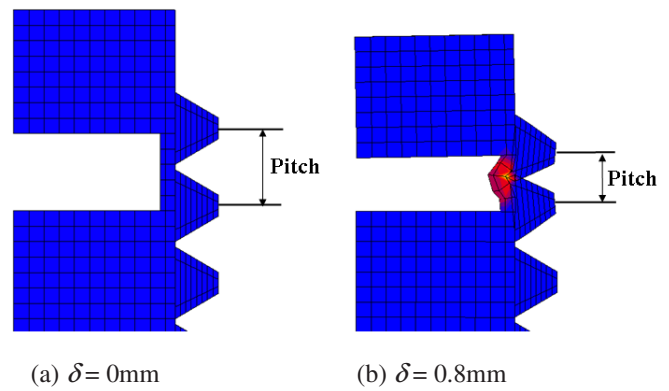 Pitch
Pitch
(a) δ = 0mm
(b) δ = 0.8mm